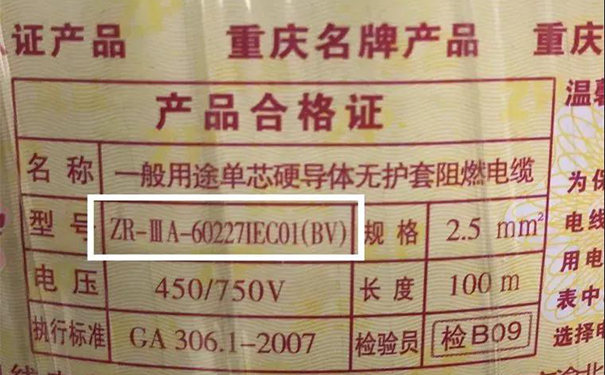 认证产品 重庆名牌产品 重庆
产品合格证
温馨
名称 一般用途单芯硬导体无护套阻燃电缆
为保
型号 ZR-ⅢA-60227IEC01(BV) 规格 2.5 mm²
电线
用电
电压 450/750V 长度 100 m
表中
执行标准 GA 306.1-2007 检验员 检B09
选择电